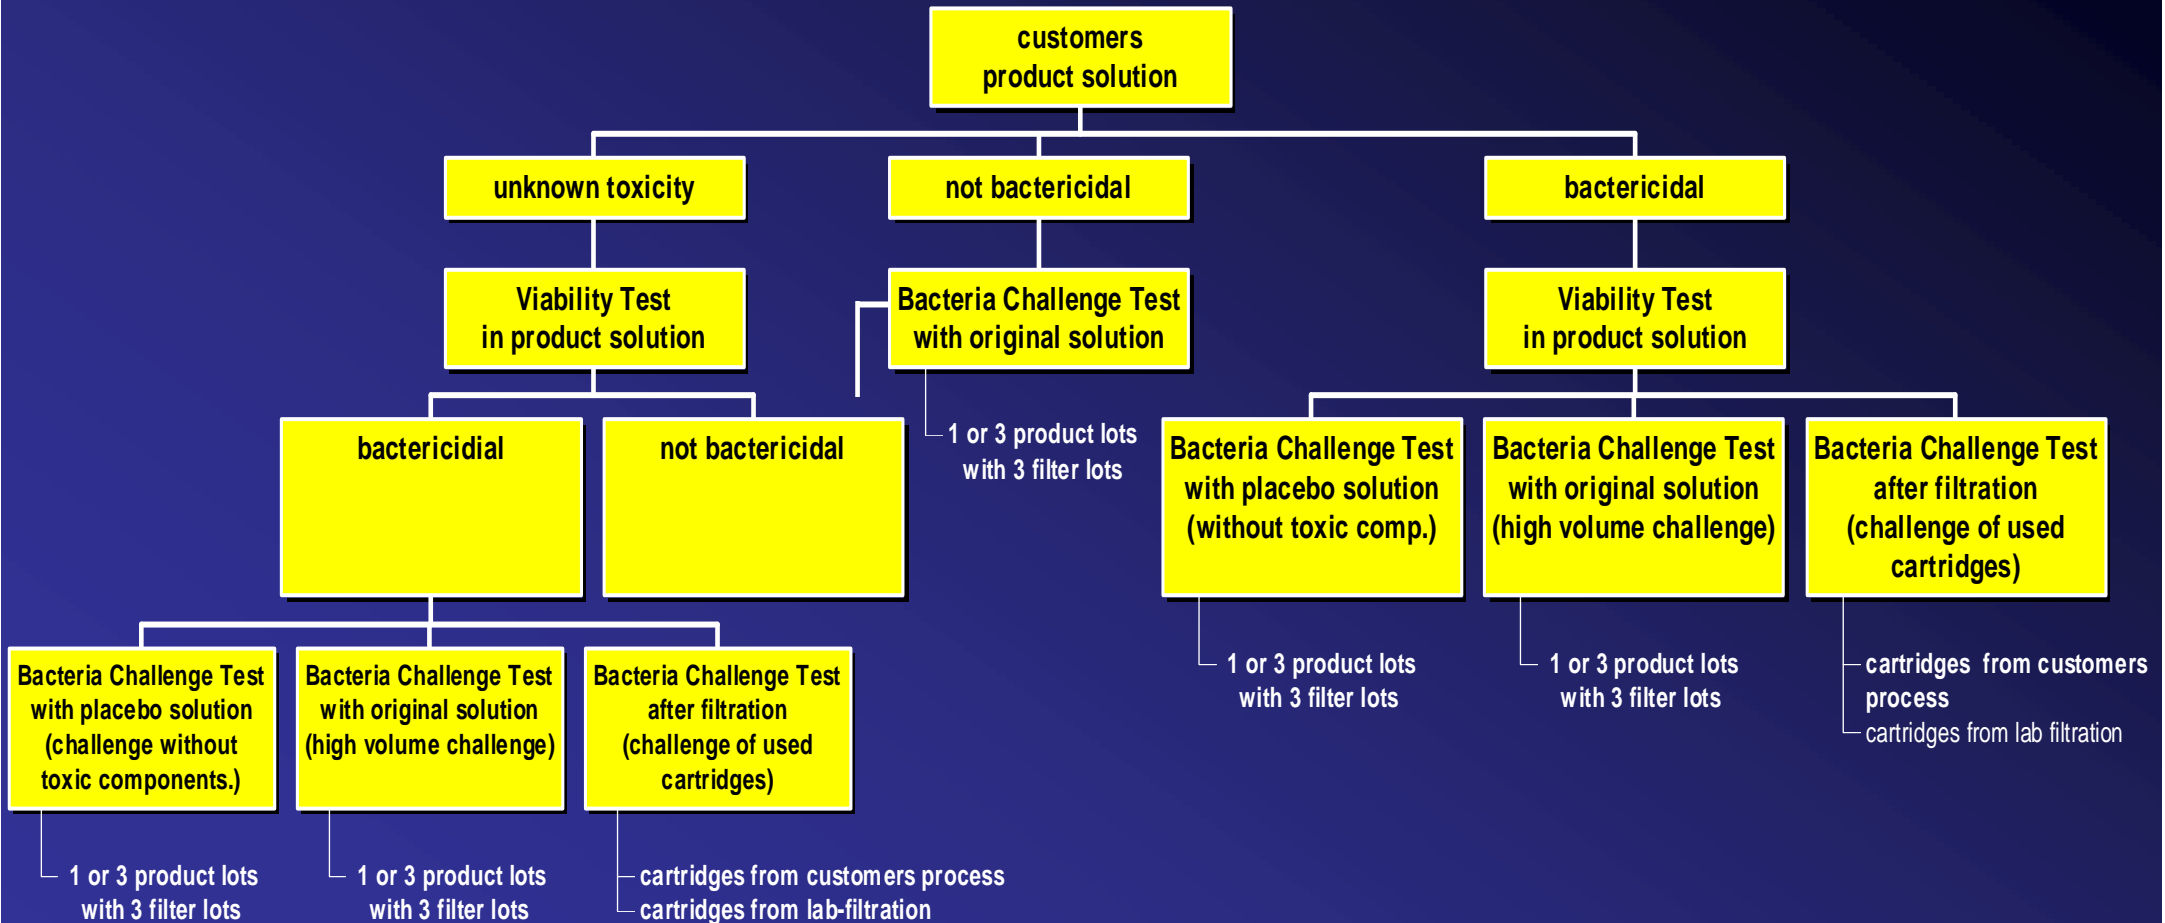 customers
product solution
unknown toxicity
not bactericidal
bactericidal
Viability Test
in product solution
Bacteria Challenge Test
with original solution
Viability Test
in product solution
bactericidial
not bactericidal
1 or 3 product lots
with 3 filter lots
Bacteria Challenge Test
with placebo solution
(without toxic comp.)
Bacteria Challenge Test
with original solution
(high volume challenge)
Bacteria Challenge Test
after filtration
(challenge of used
cartridges)
Bacteria Challenge Test
with placebo solution
(challenge without
toxic components.)
Bacteria Challenge Test
with original solution
(high volume challenge)
Bacteria Challenge Test
after filtration
(challenge of used
cartridges)
1 or 3 product lots
with 3 filter lots
1 or 3 product lots
with 3 filter lots
cartridges from customers
process
cartridges from lab filtration
1 or 3 product lots
with 3 filter lots
1 or 3 product lots
with 3 filter lots
cartridges from customers process
cartridges from lab-filtration